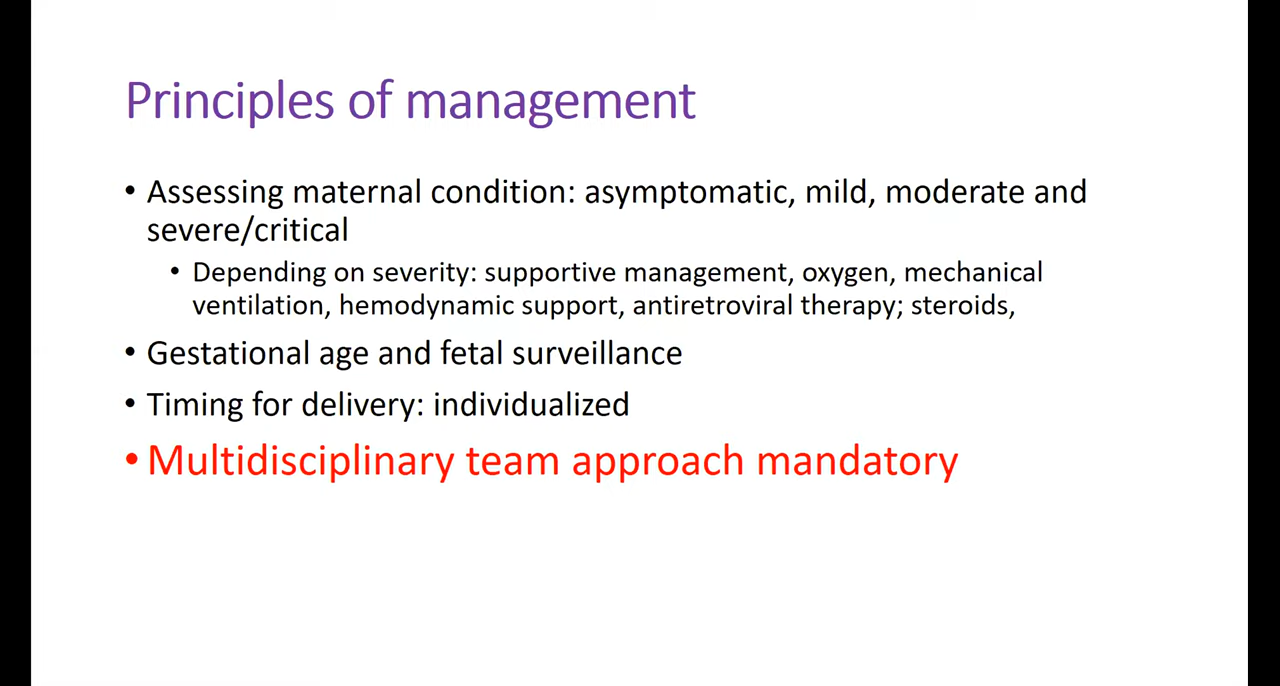 Principles of management
• Assessing maternal condition: asymptomatic, mild, moderate and
severe/critical
• Depending on severity: supportive management, oxygen, mechanical
ventilation, hemodynamic support, antiretroviral therapy; steroids,
• Gestational age and fetal surveillance
• Timing for delivery: individualized
• Multidisciplinary team approach mandatory